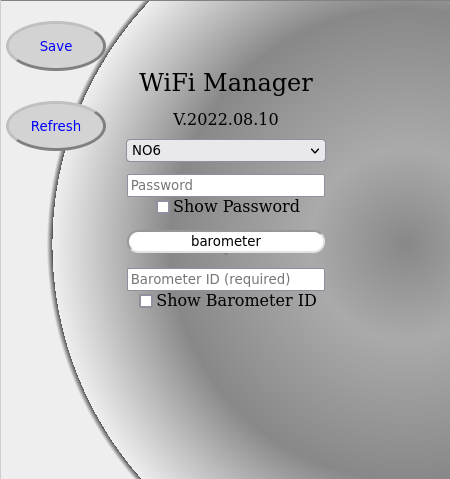 Save
WiFi Manager
V.2022.08.10
Refresh
NO6
Password
Show Password
barometer
Barometer ID (required)
Show Barometer ID